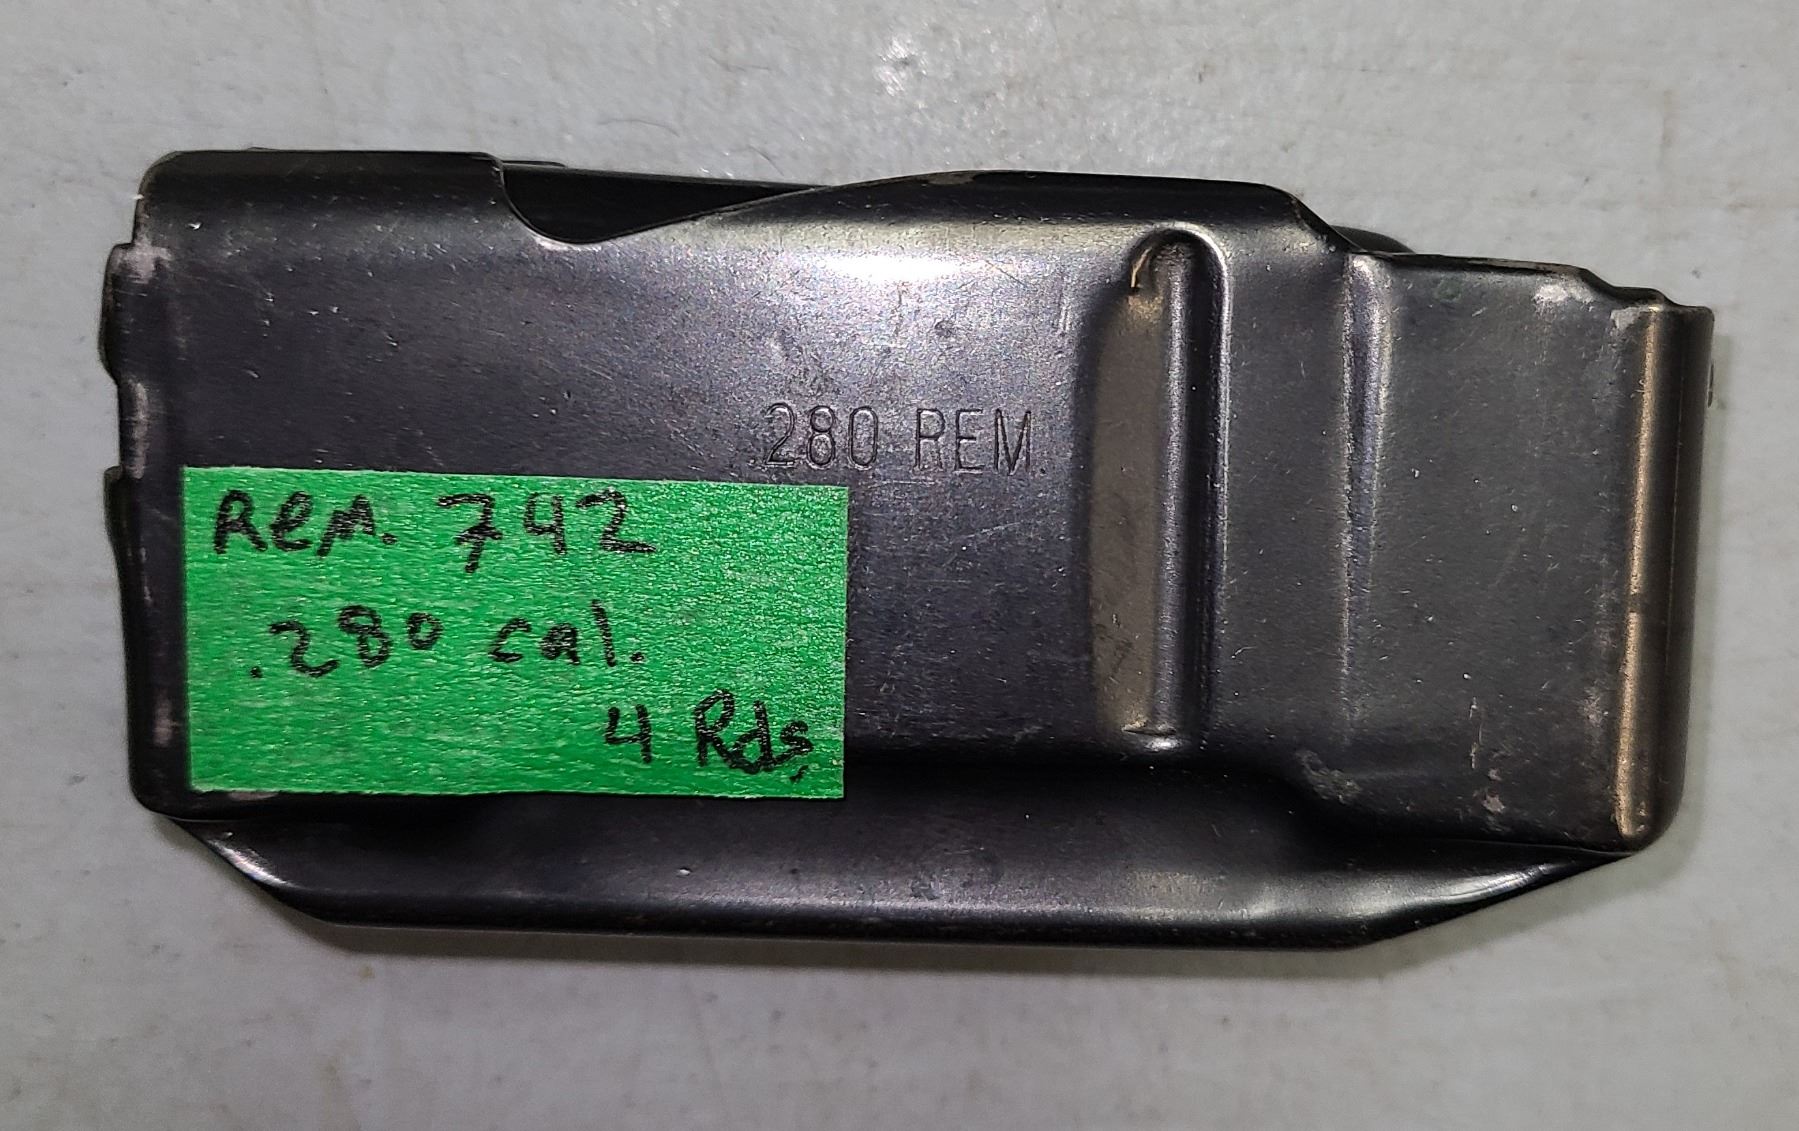 280 REM.
Rem. 742
.280 cal.
4 Rds.